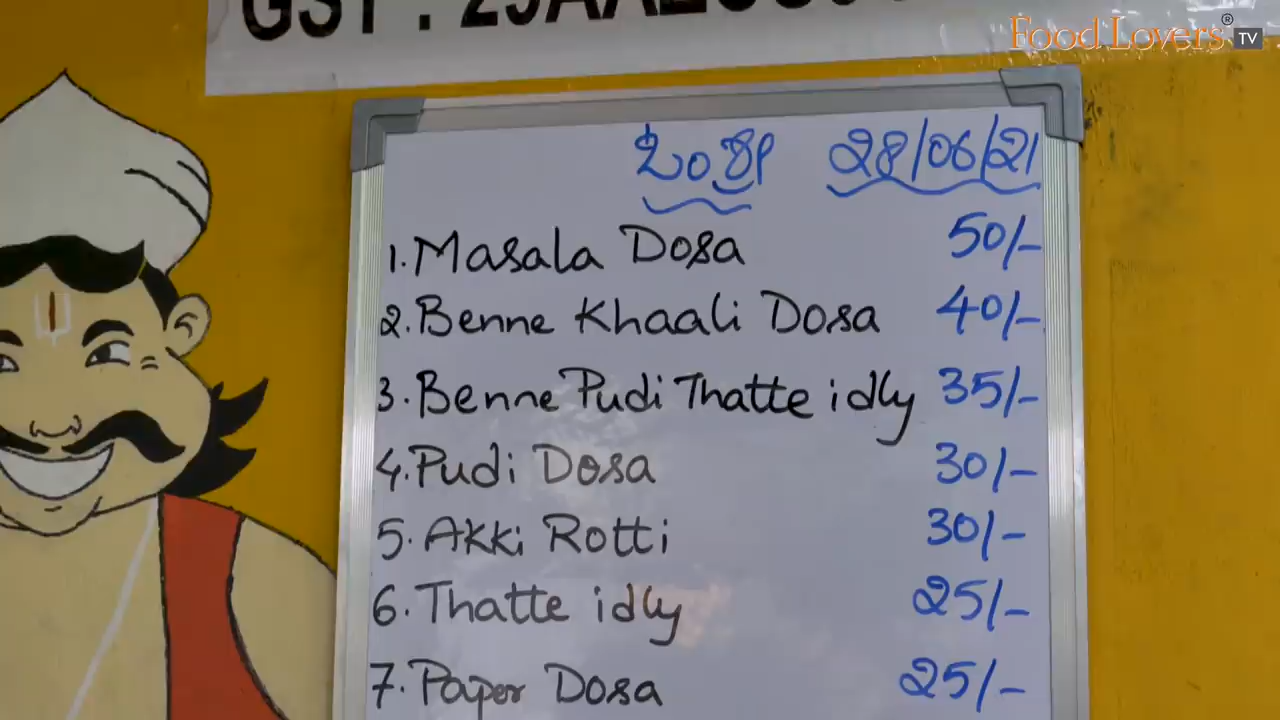 GST :
Food Lovers® TV
28/06/21
1. Masala Dosa 50/-
2. Benne Khaali Dosa 40/-
3. Benne Pudi Thatte idly 35/-
4. Pudi Dosa 30/-
5. Akki Rotti 30/-
6. Thatte idly 25/-
7. Paper Dosa 25/-